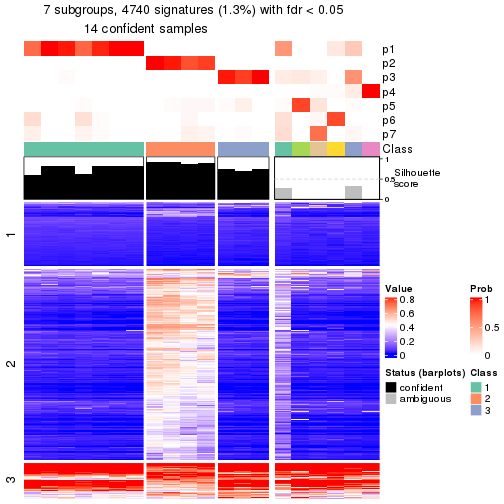 7 subgroups, 4740 signatures (1.3%) with fdr < 0.05
14 confident samples
p1
p2
p3
p4
p5
p6
p7
Class
1
0.5
0
Silhouette
score
1
2
3
Value
0.8
0.6
0.4
0.2
0
Prob
1
0.5
0
Status (barplots)
confident
ambiguous
Class
1
2
3